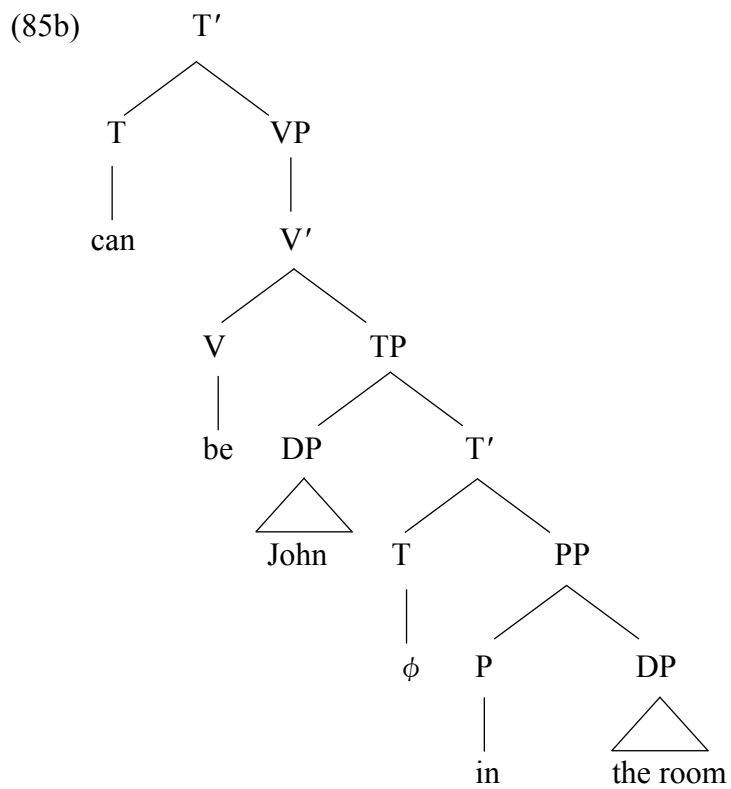 (85b) T′
T VP
can V′
V TP
be DP T′
John T PP
ϕ P DP
in the room